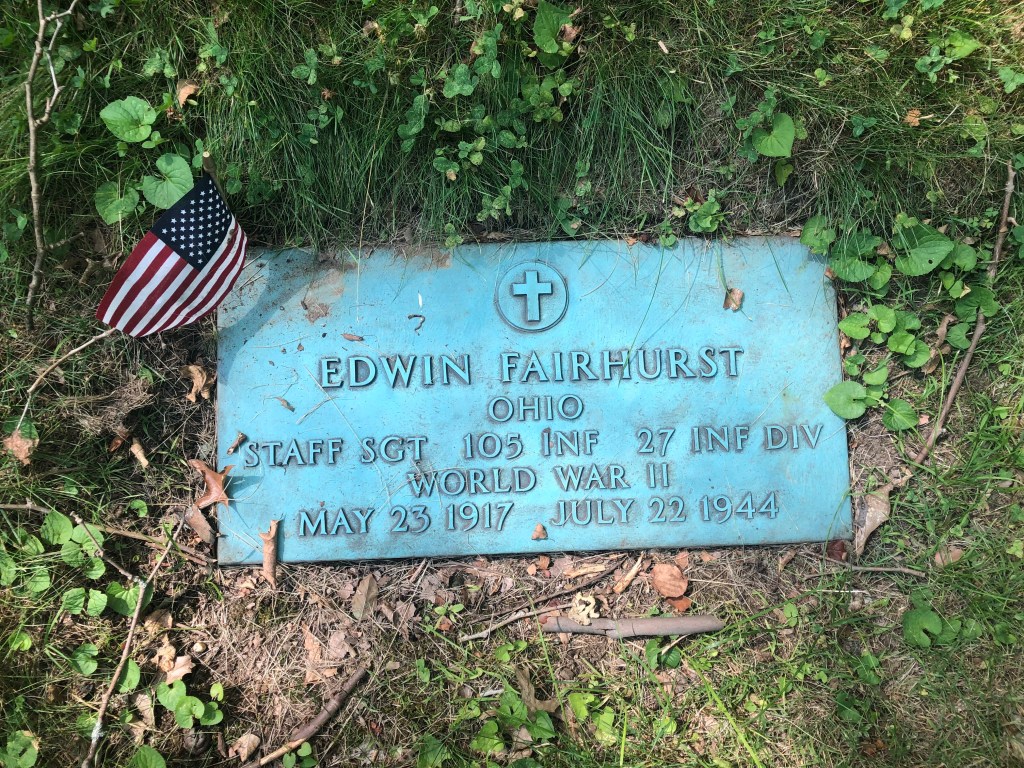 EDWIN FAIRHURST
OHIO
STAFF SGT 105 INF 27 INF DIV
WORLD WAR II
MAY 23 1917 JULY 22 1944